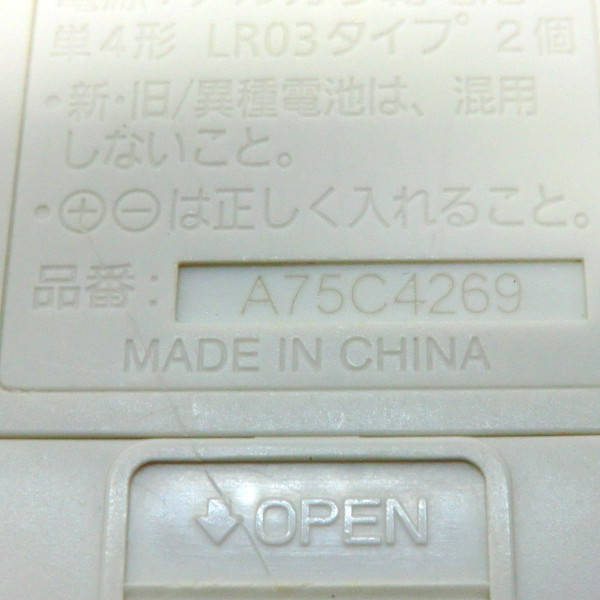 単4形 LR03タイプ 2個
・新・旧/異種電池は、混用
しないこと。
・⊕⊖は正しく入れること。
品番: A75C4269
MADE IN CHINA
OPEN